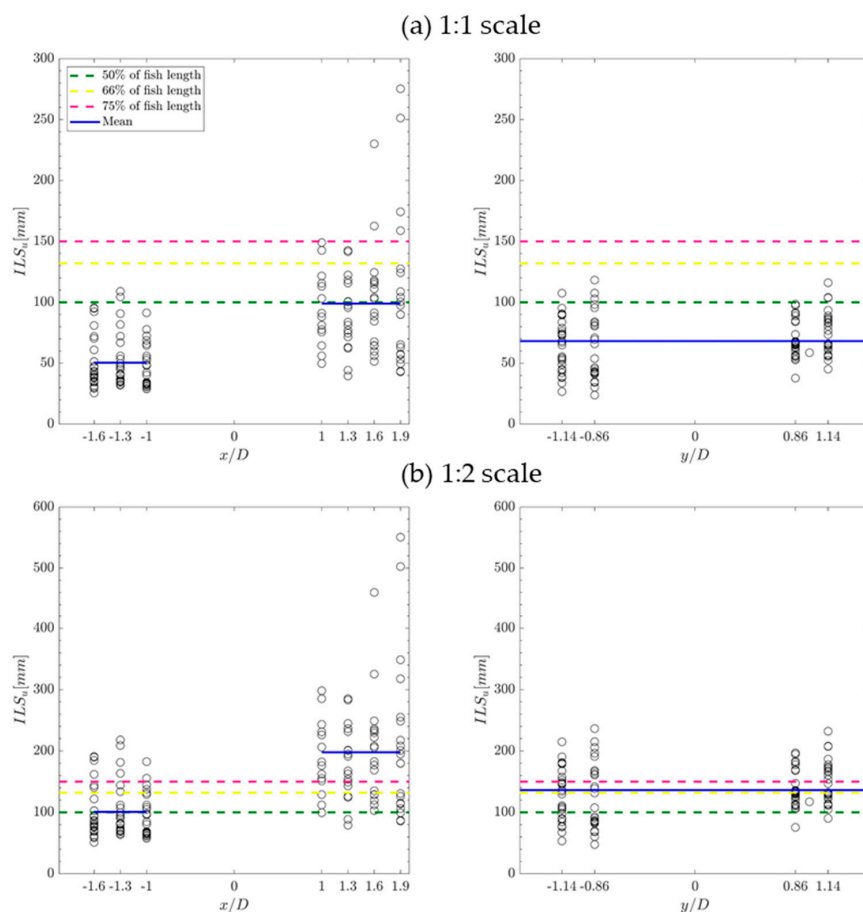 (a) 1:1 scale
300
250
200
150
100
50
0
ILS_u[mm]
50% of fish length
66% of fish length
75% of fish length
Mean
-1.6 -1.3 -1 0 1 1.3 1.6 1.9
x/D
300
250
200
150
100
50
0
ILS_u[mm]
-1.14 -0.86 0 0.86 1.14
y/D
(b) 1:2 scale
600
500
400
300
200
100
0
ILS_u[mm]
-1.6 -1.3 -1 0 1 1.3 1.6 1.9
x/D
600
500
400
300
200
100
0
ILS_u[mm]
-1.14 -0.86 0 0.86 1.14
y/D